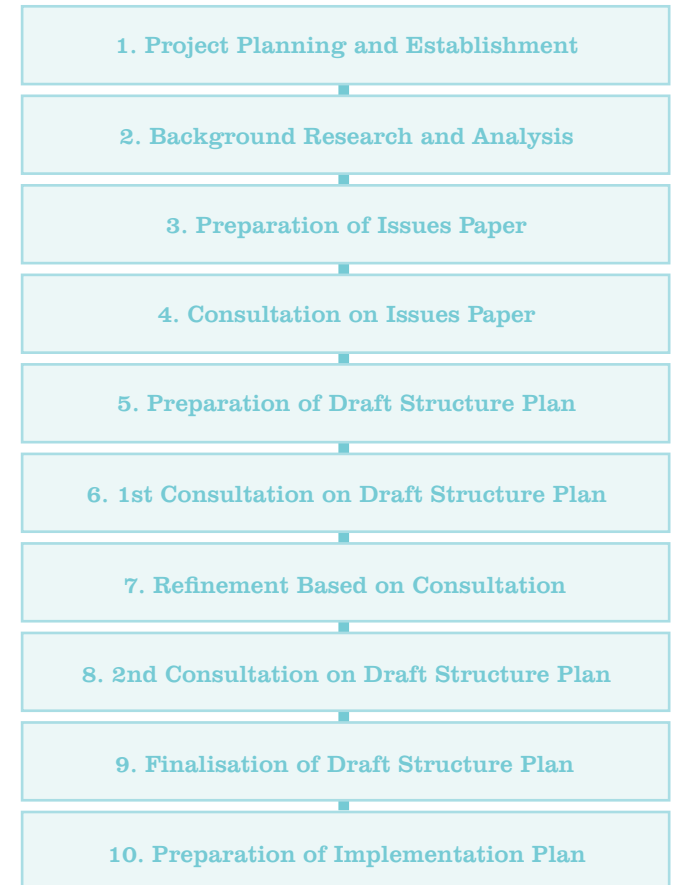 1. Project Planning and Establishment
2. Background Research and Analysis
3. Preparation of Issues Paper
4. Consultation on Issues Paper
5. Preparation of Draft Structure Plan
6. 1st Consultation on Draft Structure Plan
7. Refinement Based on Consultation
8. 2nd Consultation on Draft Structure Plan
9. Finalisation of Draft Structure Plan
10. Preparation of Implementation Plan